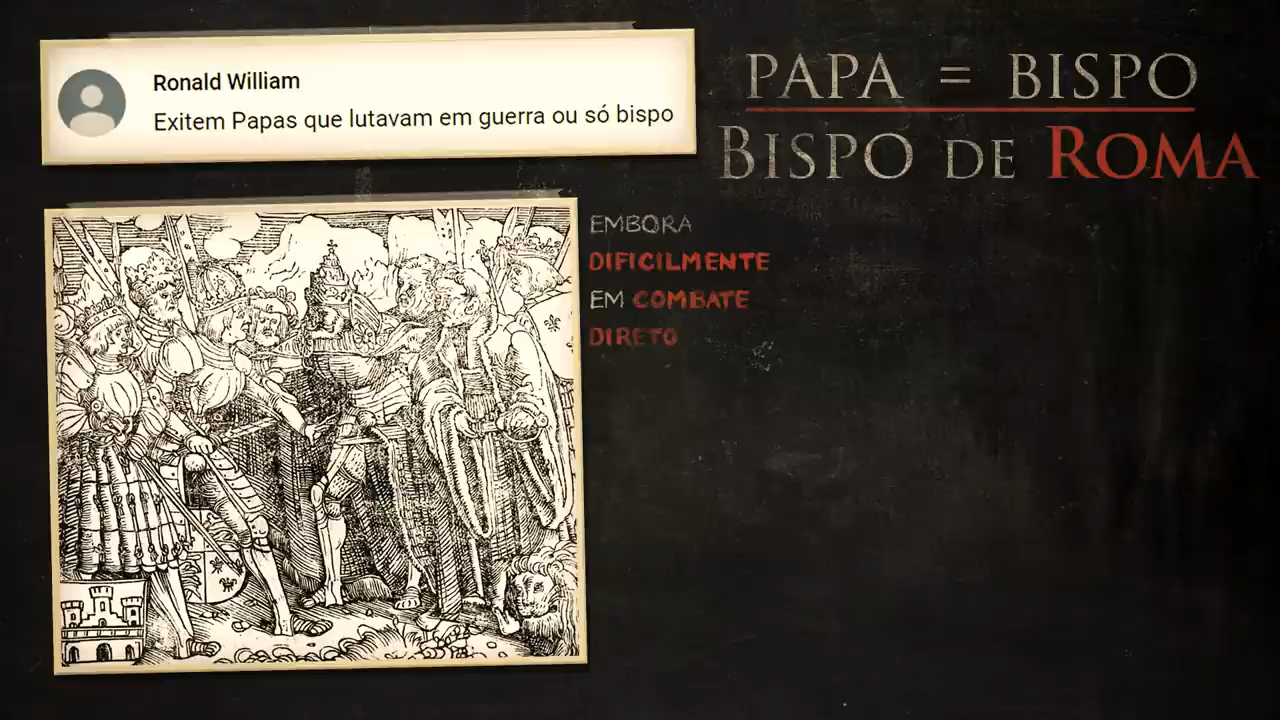 Ronald William
Exitem Papas que lutavam em guerra ou só bispo
PAPA = BISPO
BISPO DE ROMA
EMBORA
DIFICILMENTE
EM COMBATE
DIRETO